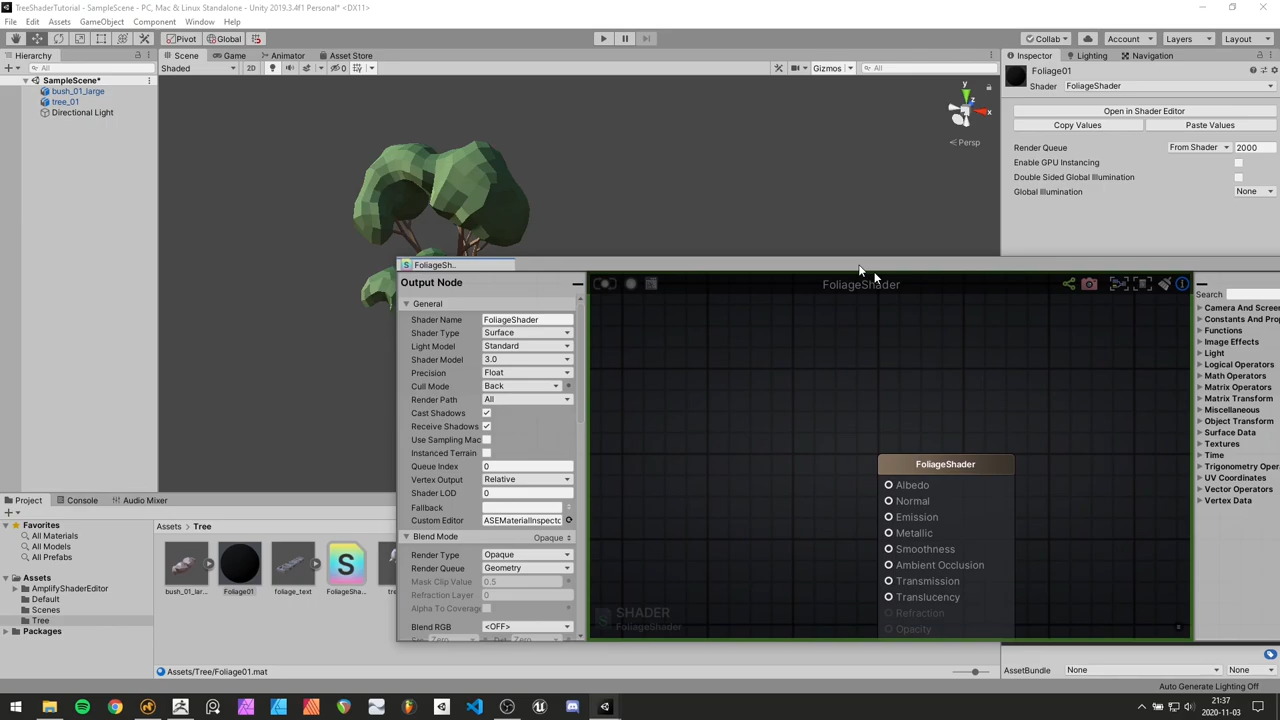 TreeShaderTutorial - SampleScene - PC, Mac & Linux Standalone - Unity 2019.3.4f1 Personal* <DX11>
File Edit Assets GameObject Component Window Help
Pivot Global Collab Account Layers Layout
Hierarchy Scene Game Animator Asset Store Inspector Lighting Navigation
All Shaded 2D 0 Gizmos All Foliage01
SampleScene* Shader FoliageShader
bush_01_large
tree_01
Directional Light
y
z
x
Persp
Open in Shader Editor
Copy Values Paste Values
Render Queue From Shader 2000
Enable GPU Instancing
Double Sided Global Illumination
Global Illumination None
FoliageSh..
Output Node FoliageShader
General
Shader Name FoliageShader
Shader Type Surface
Light Model Standard
Shader Model 3.0
Precision Float
Cull Mode Back
Render Path All
Cast Shadows
Receive Shadows
Use Sampling Mac
Instanced Terrain
Queue Index 0
Vertex Output Relative
Shader LOD 0
Fallback
Custom Editor ASEMaterialInspecto
Blend Mode Opaque
Render Type Opaque
Render Queue Geometry
Mask Clip Value 0.5
Refraction Layer 0
Alpha To Coverag
Blend RGB <OFF>
FoliageShader
Albedo
Normal
Emission
Metallic
Smoothness
Ambient Occlusion
Transmission
Translucency
Refraction
Opacity
SHADER
FoliageShader
Search
Camera And Scree
Constants And Prop
Functions
Image Effects
Light
Logical Operators
Math Operators
Matrix Operators
Matrix Transform
Miscellaneous
Object Transform
Surface Data
Textures
Time
Trigonometry Oper
UV Coordinates
Vector Operators
Vertex Data
Project Console Audio Mixer
Favorites
All Materials
All Models
All Prefabs
Assets
AmplifyShaderEditor
Default
Scenes
Tree
Packages
Assets > Tree
bush_01_lar... Foliage01 foliage_text FoliageSha...
Assets/Tree/Foliage01.mat
AssetBundle None None
Auto Generate Lighting Off
21:37
2020-11-03